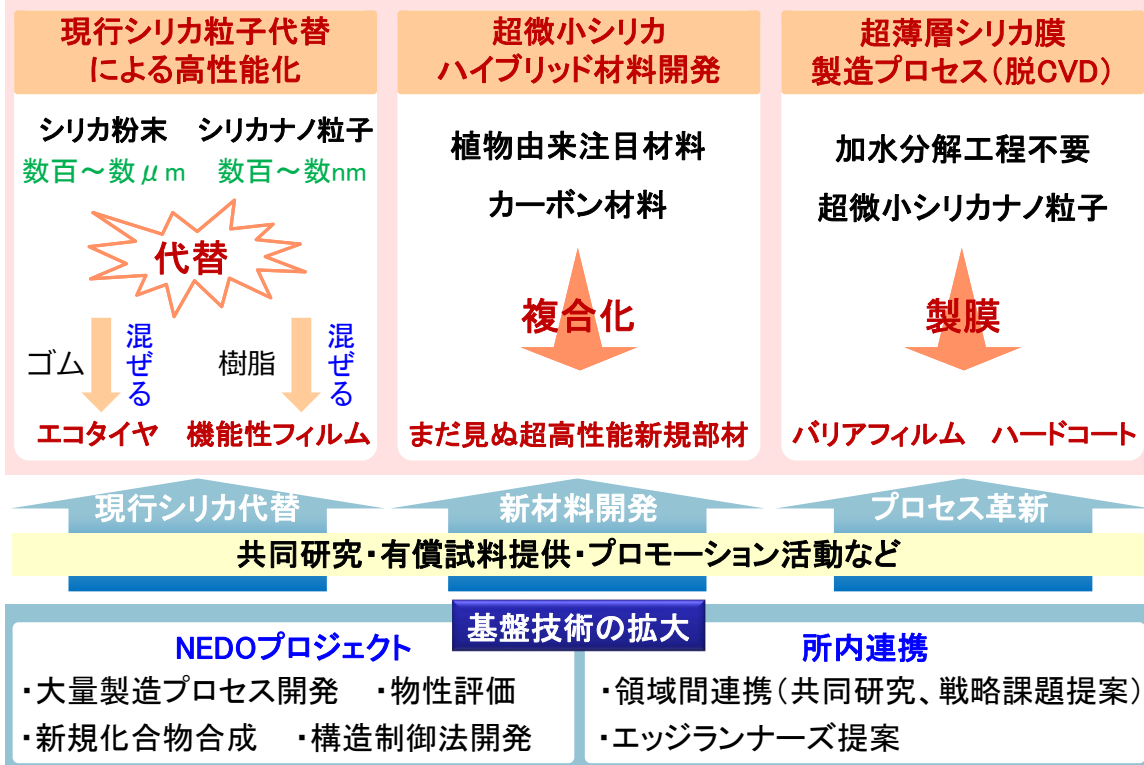 現行シリカ粒子代替
による高性能化
シリカ粉末 シリカナノ粒子
数百～数μm 数百～数nm
代替
ゴム 混ぜる 樹脂 混ぜる
エコタイヤ 機能性フィルム
超微小シリカ
ハイブリッド材料開発
植物由来注目材料
カーボン材料
複合化
まだ見ぬ超高性能新規部材
超薄層シリカ膜
製造プロセス（脱CVD）
加水分解工程不要
超微小シリカナノ粒子
製膜
バリアフィルム ハードコート
現行シリカ代替
新材料開発
プロセス革新
共同研究・有償試料提供・プロモーション活動など
基盤技術の拡大
NEDOプロジェクト
・大量製造プロセス開発 ・物性評価
・新規化合物合成 ・構造制御法開発
所内連携
・領域間連携（共同研究、戦略課題提案）
・エッジランナーズ提案